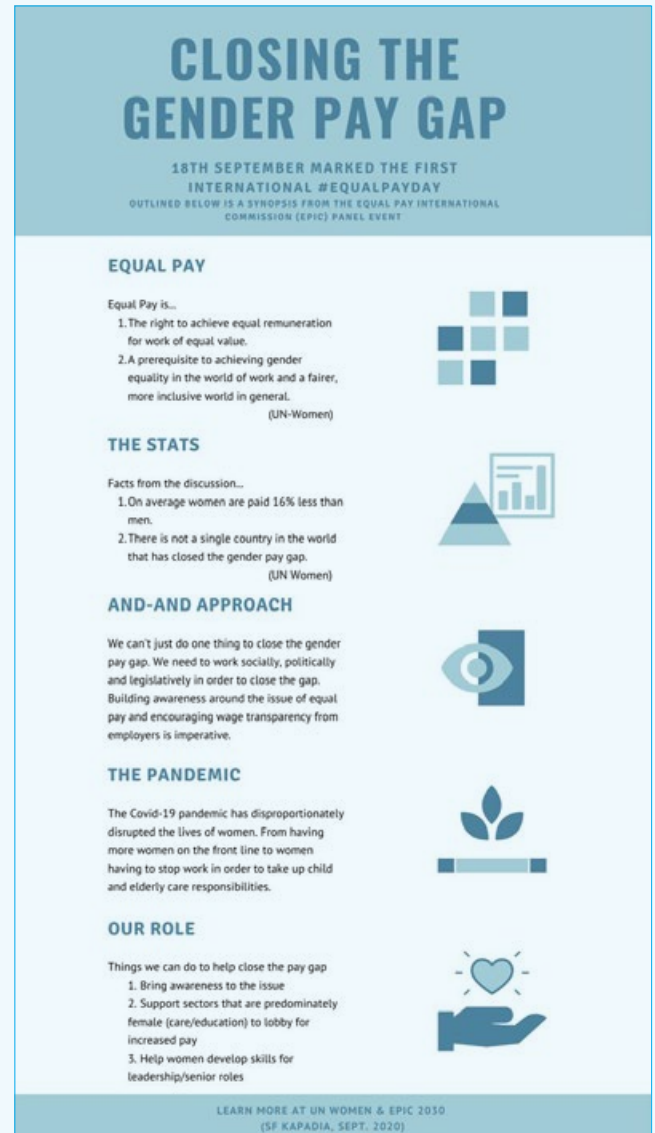 CLOSING THE
GENDER PAY GAP
18TH SEPTEMBER MARKED THE FIRST
INTERNATIONAL #EQUALPAYDAY
OUTLINED BELOW IS A SYNOPSIS FROM THE EQUAL PAY INTERNATIONAL
COMMISSION (EPIC) PANEL EVENT
EQUAL PAY
Equal Pay is...
1.The right to achieve equal remuneration
for work of equal value.
2.A prerequisite to achieving gender
equality in the world of work and a fairer,
more inclusive world in general.
(UN-Women)
THE STATS
Facts from the discussion...
1.On average women are paid 16% less than
men.
2.There is not a single country in the world
that has closed the gender pay gap.
(UN Women)
AND-AND APPROACH
We can't just do one thing to close the gender
pay gap. We need to work socially, politically
and legislatively in order to close the gap.
Building awareness around the issue of equal
pay and encouraging wage transparency from
employers is imperative.
THE PANDEMIC
The Covid-19 pandemic has disproportionately
disrupted the lives of women. From having
more women on the front line to women
having to stop work in order to take up child
and elderly care responsibilities.
OUR ROLE
Things we can do to help close the pay gap
1. Bring awareness to the issue
2. Support sectors that are predominately
female (care/education) to lobby for
increased pay
3. Help women develop skills for
leadership/senior roles
LEARN MORE AT UN WOMEN & EPIC 2030
(SF KAPADIA, SEPT. 2020)